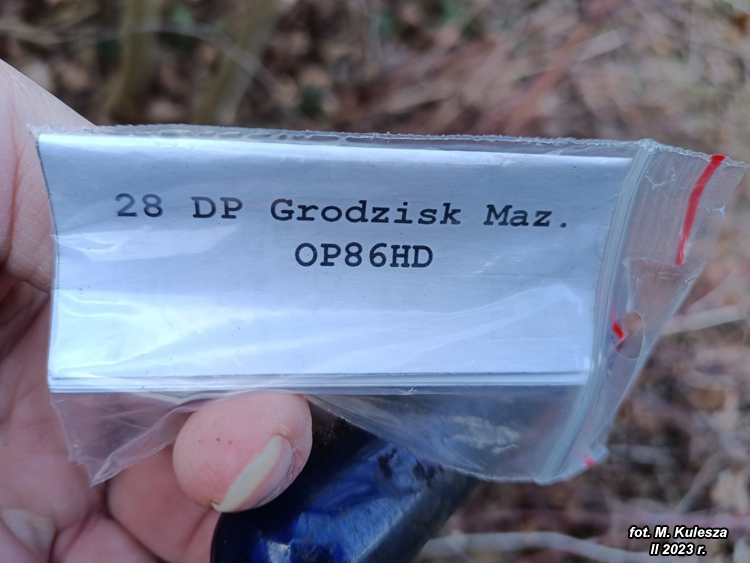 28 DP Grodzisk Maz.
OP86HD
fot. M. Kulesza
II 2023 r.